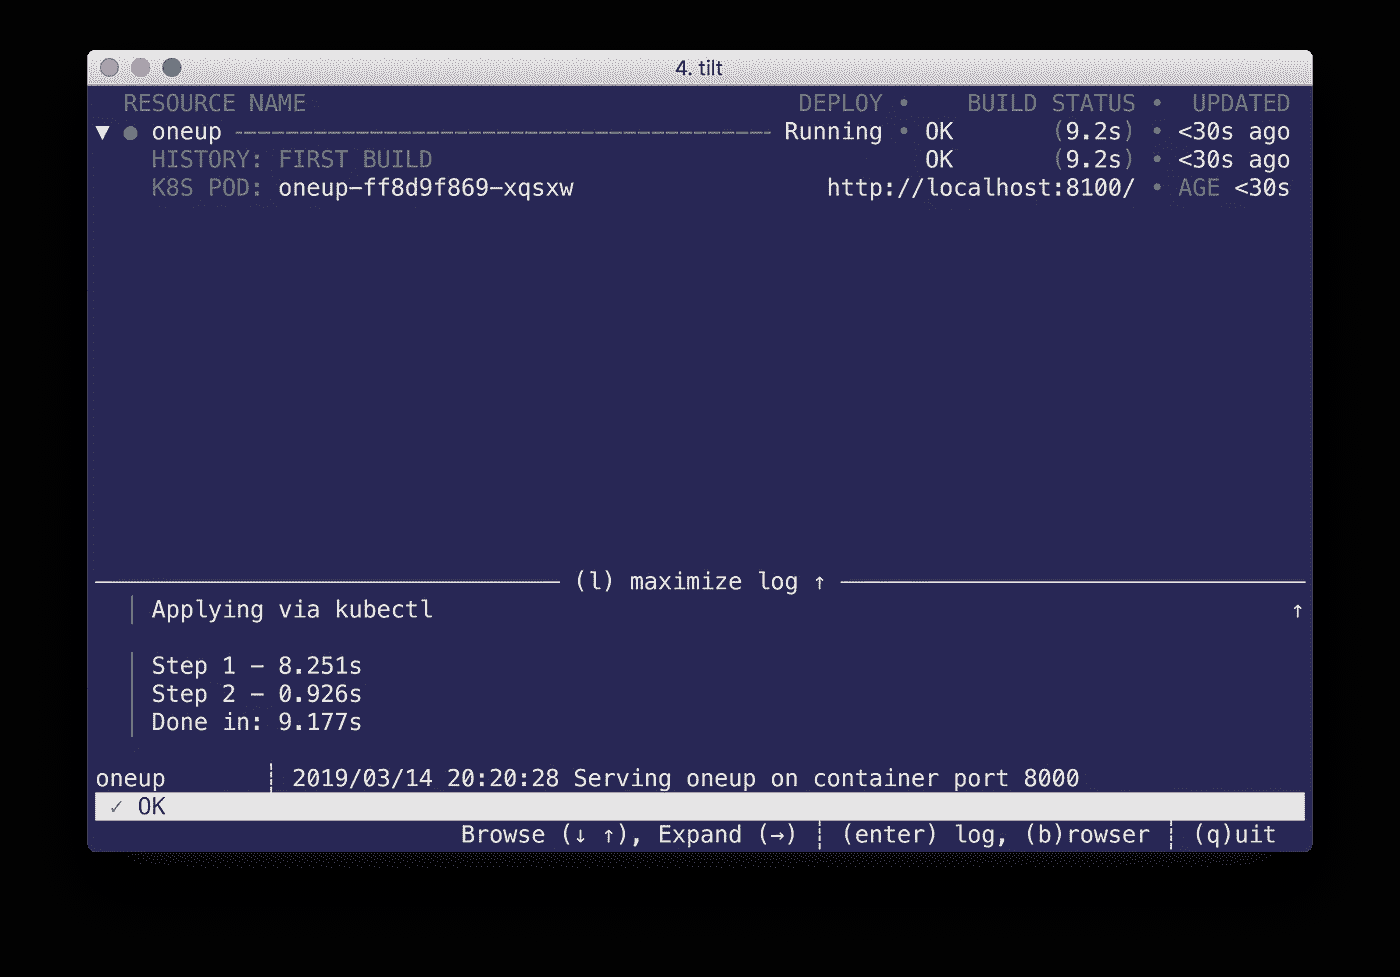 4. tilt
RESOURCE NAME DEPLOY • BUILD STATUS • UPDATED
▼ ● oneup ------------------------------------- Running • OK (9.2s) • <30s ago
HISTORY: FIRST BUILD OK (9.2s) • <30s ago
K8S POD: oneup-ff8d9f869-xqsxw http://localhost:8100/ • AGE <30s
(l) maximize log ↑
│ Applying via kubectl ↑
│ Step 1 - 8.251s
│ Step 2 - 0.926s
│ Done in: 9.177s
oneup ┊ 2019/03/14 20:20:28 Serving oneup on container port 8000
✓ OK
Browse (↓ ↑), Expand (→) ┊ (enter) log, (b)rowser ┊ (q)uit